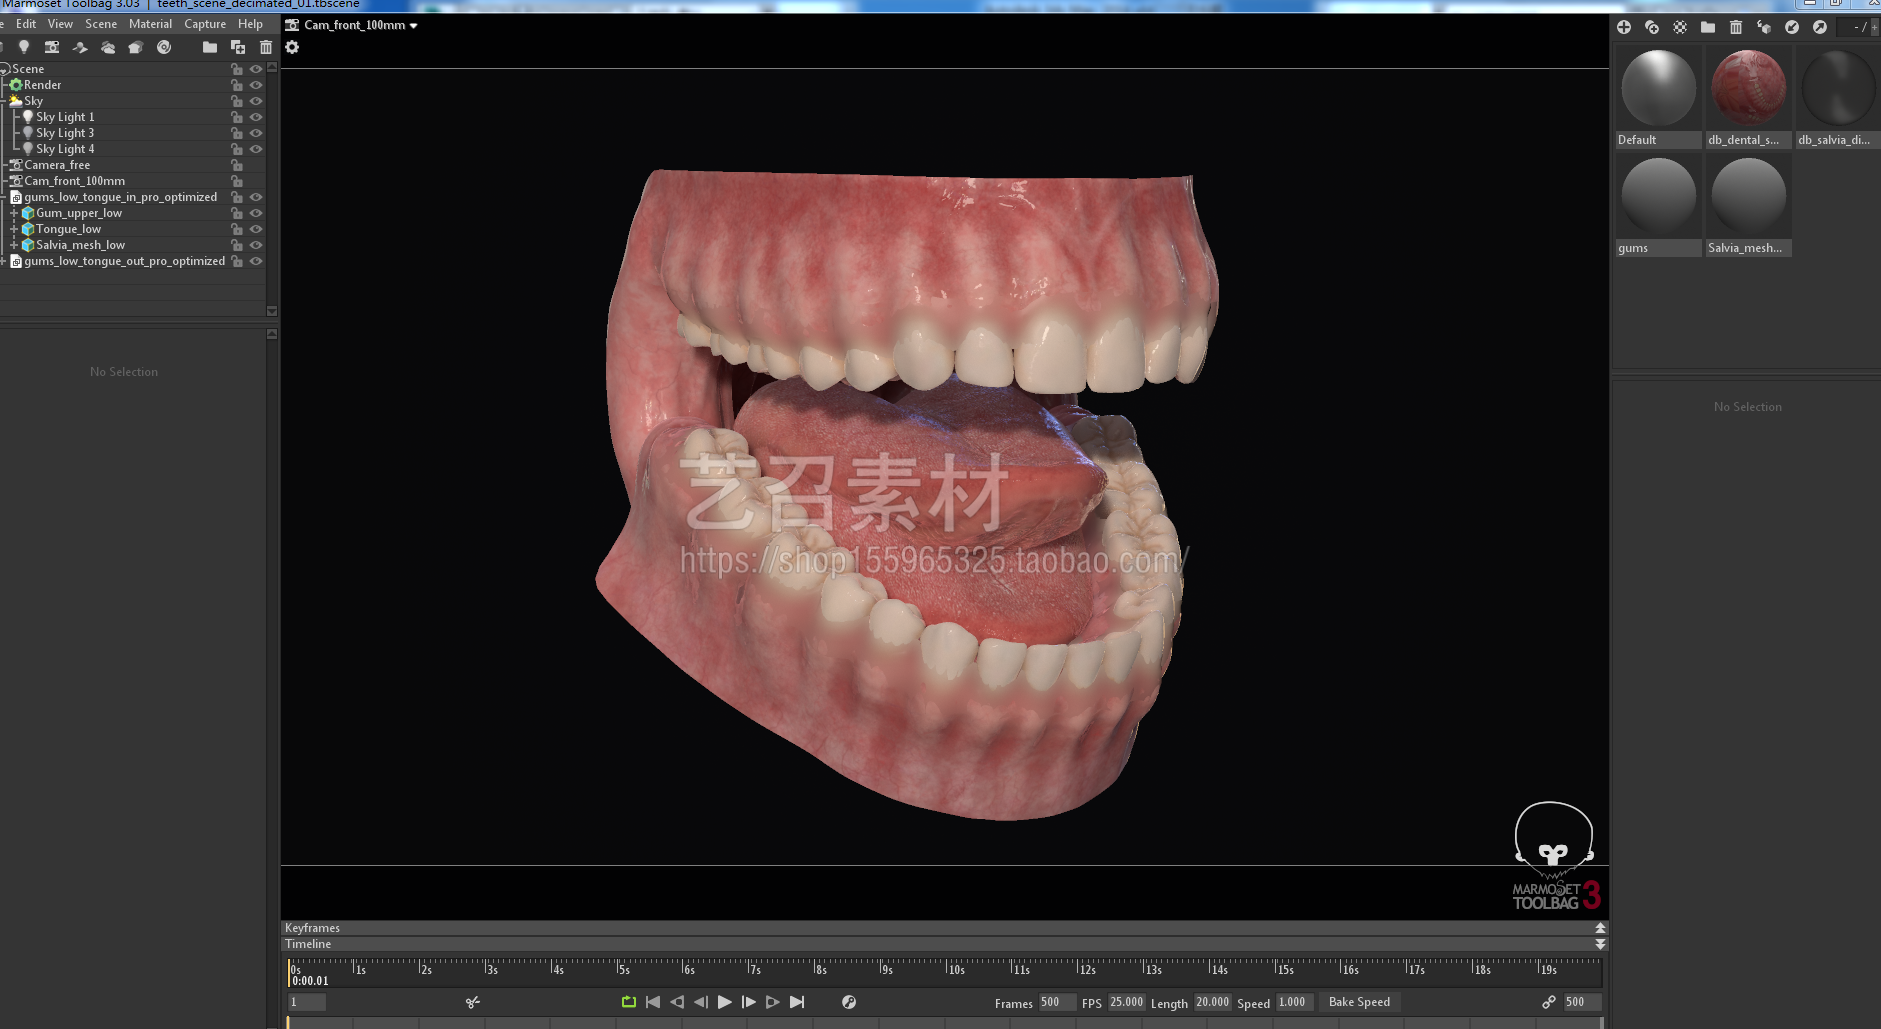 Marmoset Toolbag 3.03 | teeth_scene_decimated_01.tbscene
Edit View Scene Material Capture Help
Cam_front_100mm
Scene
Render
Sky
Sky Light 1
Sky Light 3
Sky Light 4
Camera_free
Cam_front_100mm
gums_low_tongue_in_pro_optimized
Gum_upper_low
Tongue_low
Salvia_mesh_low
gums_low_tongue_out_pro_optimized
No Selection
Default
db_dental_s...
db_salvia_di...
gums
Salvia_mesh...
No Selection
艺召素材
https://shop155965325.taobao.com/
MARMOSET
TOOLBAG 3
Keyframes
Timeline
0s 1s 2s 3s 4s 5s 6s 7s 8s 9s 10s 11s 12s 13s 14s 15s 16s 17s 18s 19s
0:00.01
1
Frames 500 FPS 25.000 Length 20.000 Speed 1.000 Bake Speed
500